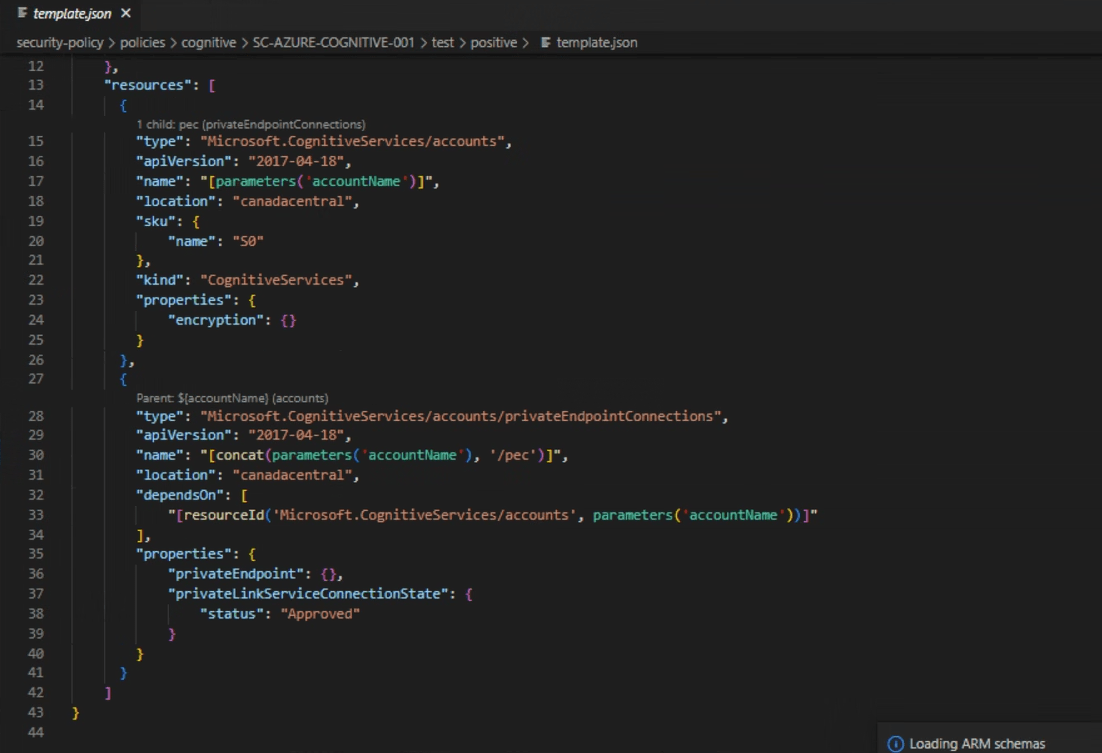 template.json ×
security-policy > policies > cognitive > SC-AZURE-COGNITIVE-001 > test > positive > template.json
12 },
13 "resources": [
14 {
1 child: pec (privateEndpointConnections)
15 "type": "Microsoft.CognitiveServices/accounts",
16 "apiVersion": "2017-04-18",
17 "name": "[parameters('accountName')]",
18 "location": "canadacentral",
19 "sku": {
20 "name": "S0"
21 },
22 "kind": "CognitiveServices",
23 "properties": {
24 "encryption": {}
25 }
26 },
27 {
Parent: ${accountName} (accounts)
28 "type": "Microsoft.CognitiveServices/accounts/privateEndpointConnections",
29 "apiVersion": "2017-04-18",
30 "name": "[concat(parameters('accountName'), '/pec')]",
31 "location": "canadacentral",
32 "dependsOn": [
33 "[resourceId('Microsoft.CognitiveServices/accounts', parameters('accountName'))]"
34 ],
35 "properties": {
36 "privateEndpoint": {},
37 "privateLinkServiceConnectionState": {
38 "status": "Approved"
39 }
40 }
41 }
42 ]
43 }
44
Loading ARM schemas